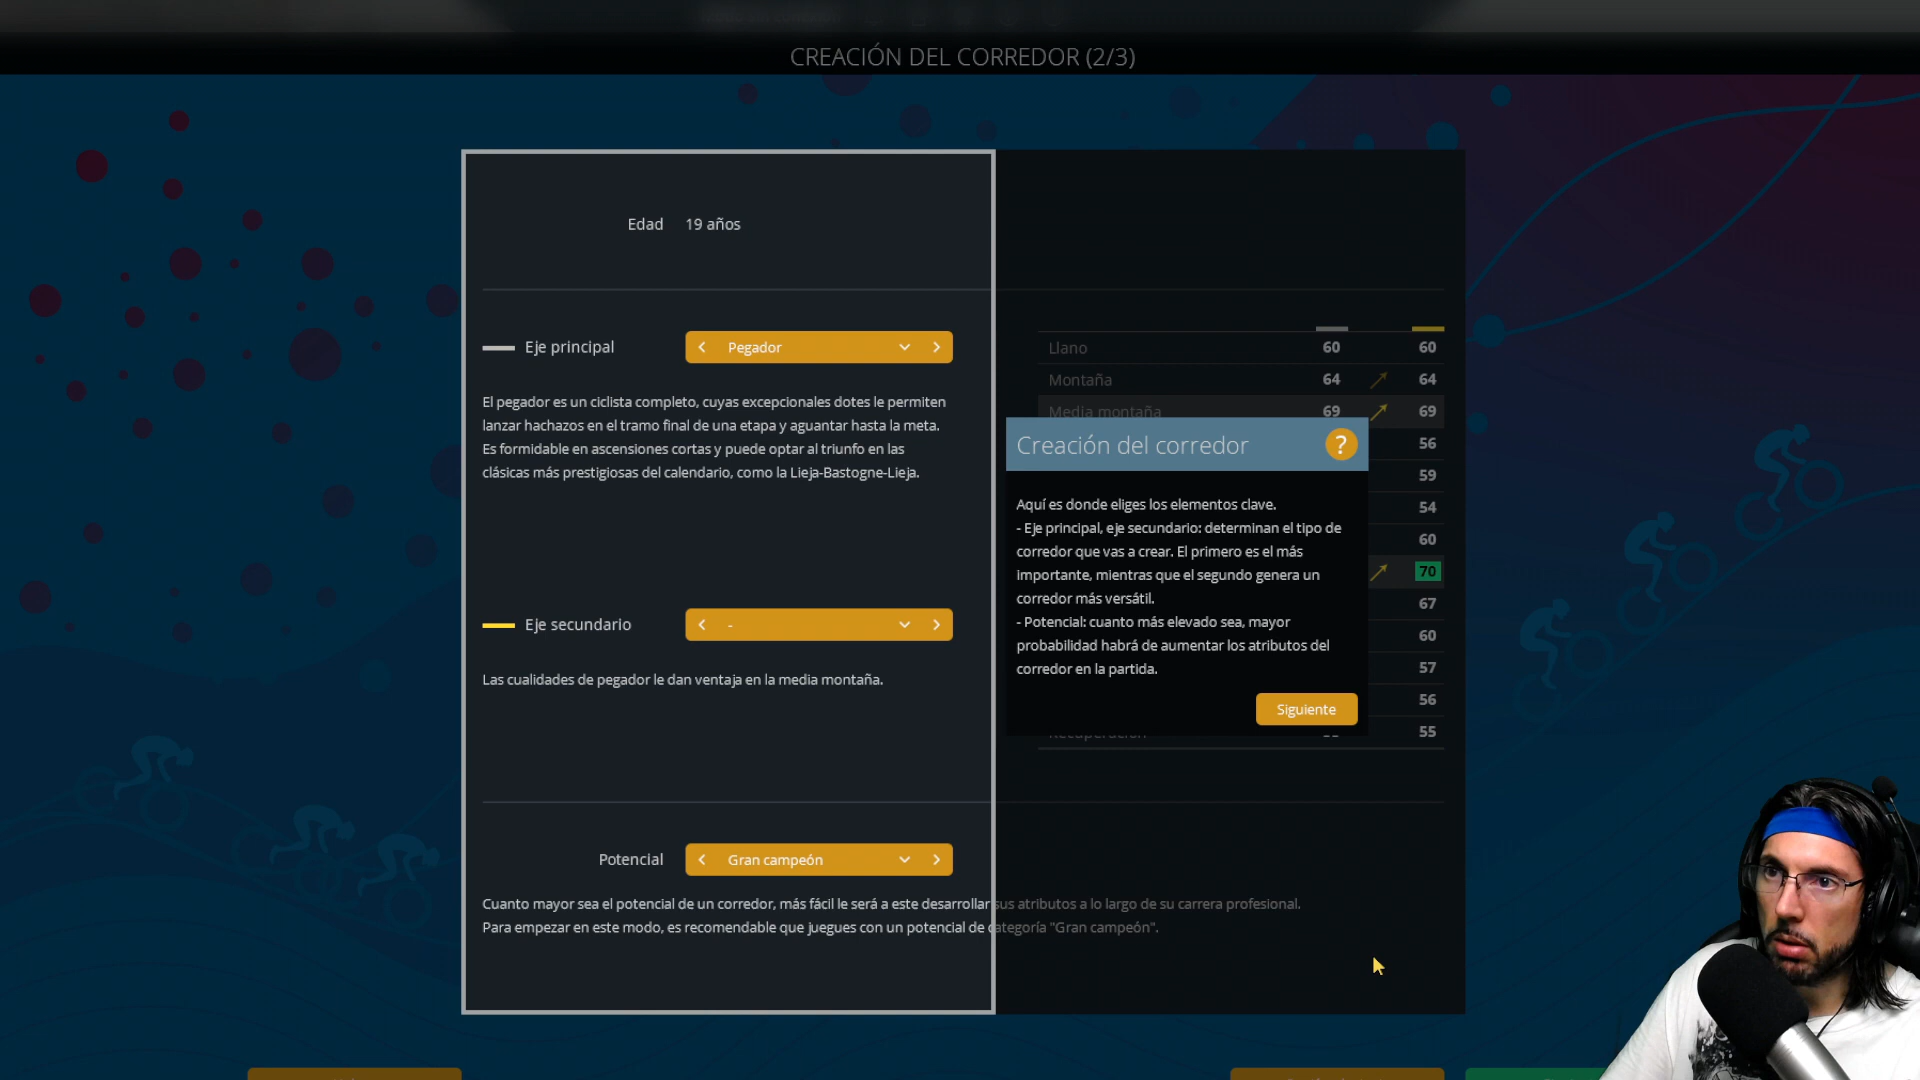 CREACIÓN DEL CORREDOR (2/3)
Edad 19 años
Eje principal Pegador
El pegador es un ciclista completo, cuyas excepcionales dotes le permiten
lanzar hachazos en el tramo final de una etapa y aguantar hasta la meta.
Es formidable en ascensiones cortas y puede optar al triunfo en las
clásicas más prestigiosas del calendario, como la Lieja-Bastogne-Lieja.
Eje secundario -
Las cualidades de pegador le dan ventaja en la media montaña.
Potencial Gran campeón
Cuanto mayor sea el potencial de un corredor, más fácil le será a este desarrollar sus atributos a lo largo de su carrera profesional.
Para empezar en este modo, es recomendable que juegues con un potencial de categoría "Gran campeón".
Llano 60 60
Montaña 64 64
Media montaña 69 69
56
59
54
60
70
67
60
57
56
Recuperación 55
Creación del corredor ?
Aquí es donde eliges los elementos clave.
- Eje principal, eje secundario: determinan el tipo de
corredor que vas a crear. El primero es el más
importante, mientras que el segundo genera un
corredor más versátil.
- Potencial: cuanto más elevado sea, mayor
probabilidad habrá de aumentar los atributos del
corredor en la partida.
Siguiente